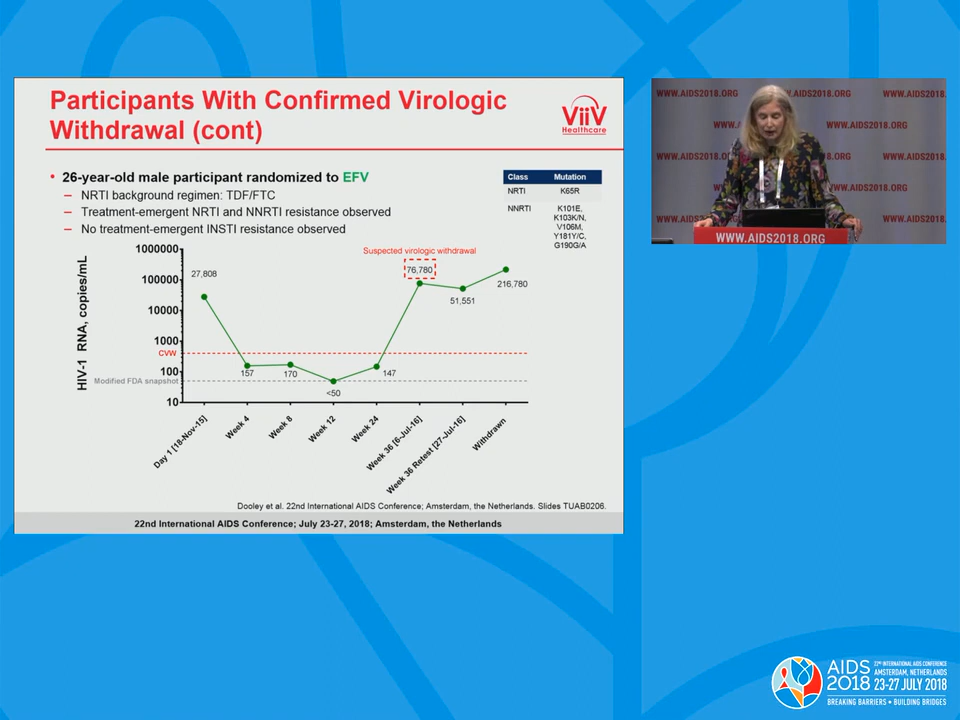 Participants With Confirmed Virologic
Withdrawal (cont)
ViiV
Healthcare
• 26-year-old male participant randomized to EFV
– NRTI background regimen: TDF/FTC
– Treatment-emergent NRTI and NNRTI resistance observed
– No treatment-emergent INSTI resistance observed
Class Mutation
NRTI K65R
NNRTI K101E,
K103K/N,
V106M,
Y181Y/C,
G190G/A
Suspected virologic withdrawal
HIV-1 RNA, copies/mL
1000000
100000
10000
1000
CVW
100
Modified FDA snapshot
10
27,808
157
170
<50
147
76,780
51,551
216,780
Day 1 [18-Nov-15]
Week 4
Week 8
Week 12
Week 24
Week 36 [6-Jul-16]
Week 36 Retest [27-Jul-16]
Withdrawn
Dooley et al. 22nd International AIDS Conference; Amsterdam, the Netherlands. Slides TUAB0206.
22nd International AIDS Conference; July 23-27, 2018; Amsterdam, the Netherlands
WWW.AIDS2018.ORG
WWW.AIDS2018.ORG
WWW.AIDS2018.ORG
AIDS
2018
22ND INTERNATIONAL AIDS CONFERENCE
AMSTERDAM, NETHERLANDS
23-27 JULY 2018
BREAKING BARRIERS • BUILDING BRIDGES